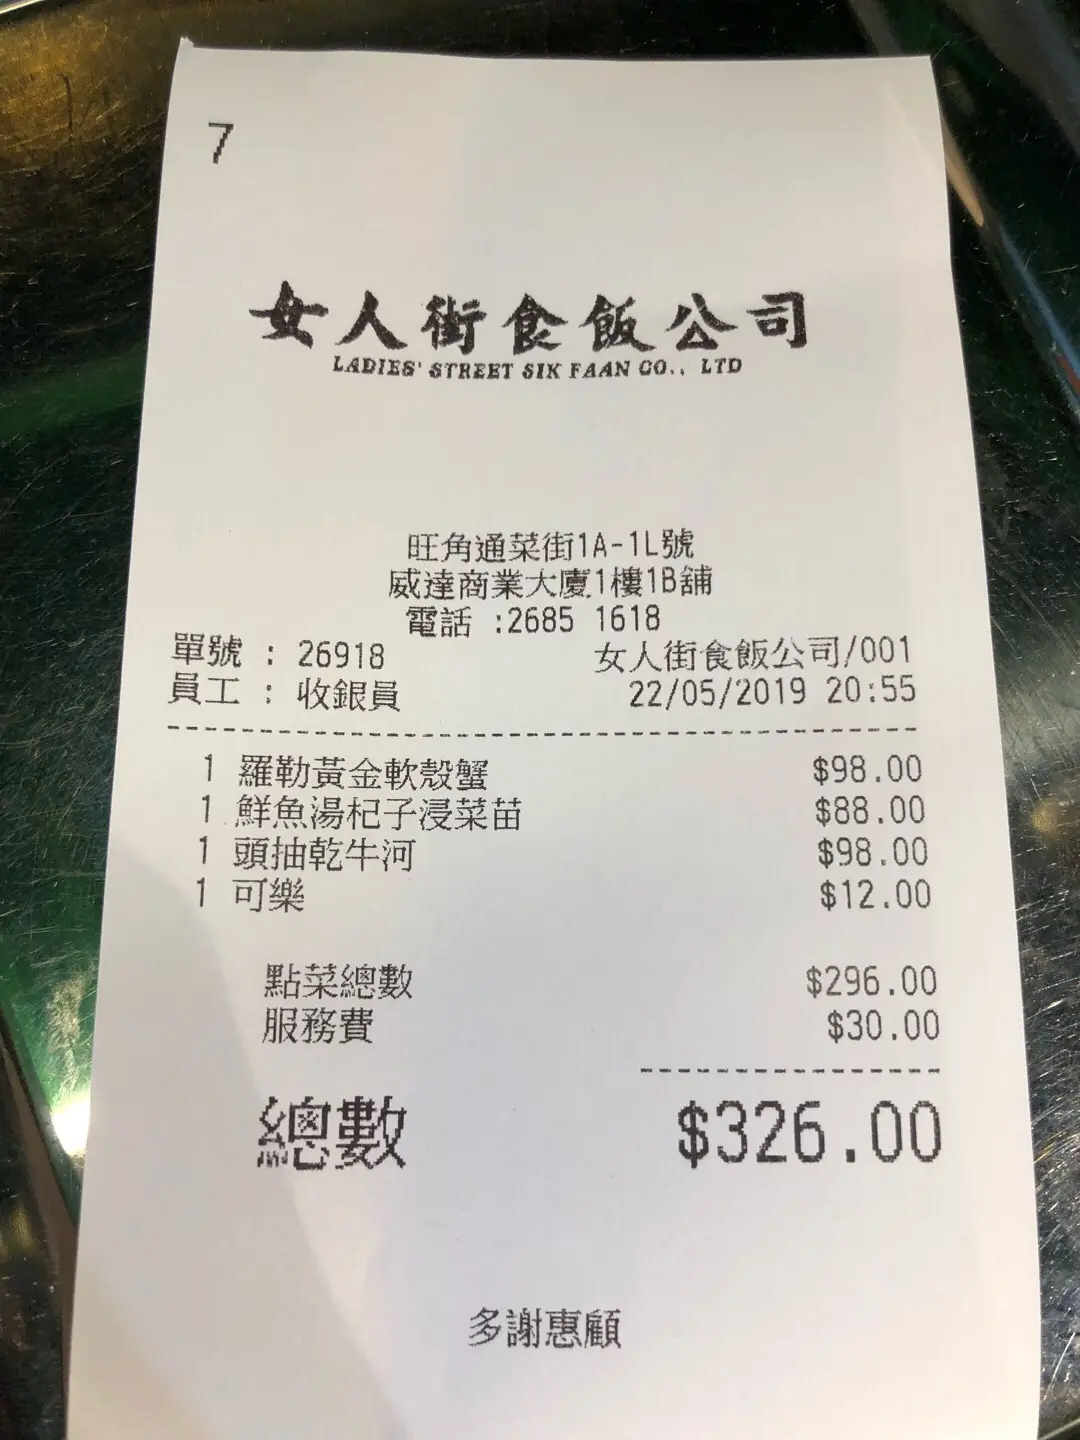 7
女人街食飯公司
LADIES' STREET SIK FAAN CO., LTD
旺角通菜街1A-1L號
威達商業大廈1樓1B舖
電話 :2685 1618
單號 : 26918 女人街食飯公司/001
員工 : 收銀員 22/05/2019 20:55
1 羅勒黃金軟殼蟹 $98.00
1 鮮魚湯杞子浸菜苗 $88.00
1 頭抽乾牛河 $98.00
1 可樂 $12.00
點菜總數 $296.00
服務費 $30.00
總數 $326.00
多謝惠顧